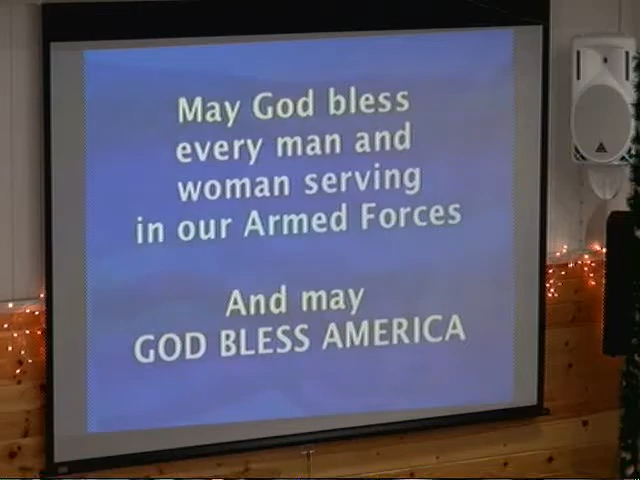 May God bless
every man and
woman serving
in our Armed Forces
And may
GOD BLESS AMERICA